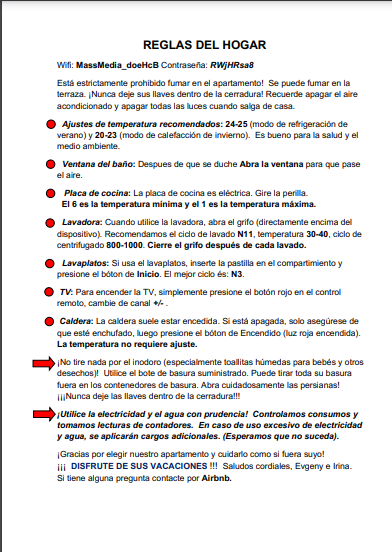 REGLAS DEL HOGAR
Wifi: MassMedia_doeHcB Contraseña: RWjHRsa8
Está estrictamente prohibido fumar en el apartamento!  Se puede fumar en la
terraza. ¡Nunca deje sus llaves dentro de la cerradura! Recuerde apagar el aire
acondicionado y apagar todas las luces cuando salga de casa.
Ajustes de temperatura recomendados: 24-25 (modo de refrigeración de
verano) y 20-23 (modo de calefacción de invierno).  Es bueno para la salud y el
medio ambiente.
Ventana del baño: Despues de que se duche Abra la ventana para que pase
el aire.
Placa de cocina: La placa de cocina es eléctrica. Gire la perilla.
El 6 es la temperatura mínima y el 1 es la temperatura máxima.
Lavadora: Cuando utilice la lavadora, abra el grifo (directamente encima del
dispositivo). Recomendamos el ciclo de lavado N11, temperatura 30-40, ciclo de
centrifugado 800-1000. Cierre el grifo después de cada lavado.
Lavaplatos: Si usa el lavaplatos, inserte la pastilla en el compartimiento y
presione el bóton de Inicio. El mejor ciclo és: N3.
TV: Para encender la TV, simplemente presione el botón rojo en el control
remoto, cambie de canal +/- .
Caldera: La caldera suele estar encedida. Si está apagada, solo asegúrese de
que esté enchufado, luego presione el bóton de Encendido (luz roja encendida).
La temperatura no requiere ajuste.
¡No tire nada por el inodoro (especialmente toallitas húmedas para bebés y otros
desechos)!  Utilice el bote de basura suministrado. Puede tirar toda su basura
fuera en los contenedores de basura. Abra cuidadosamente las persianas!
¡¡¡Nunca deje las llaves dentro de la cerradura!!!
¡Utilice la electricidad y el agua con prudencia!  Controlamos consumos y
tomamos lecturas de contadores.  En caso de uso excesivo de electricidad
y agua, se aplicarán cargos adicionales. (Esperamos que no suceda).
¡Gracias por elegir nuestro apartamento y cuidarlo como si fuera suyo!
¡¡¡  DISFRUTE DE SUS VACACIONES !!!  Saludos cordiales, Evgeny e Irina.
Si tiene alguna pregunta contacte por Airbnb.